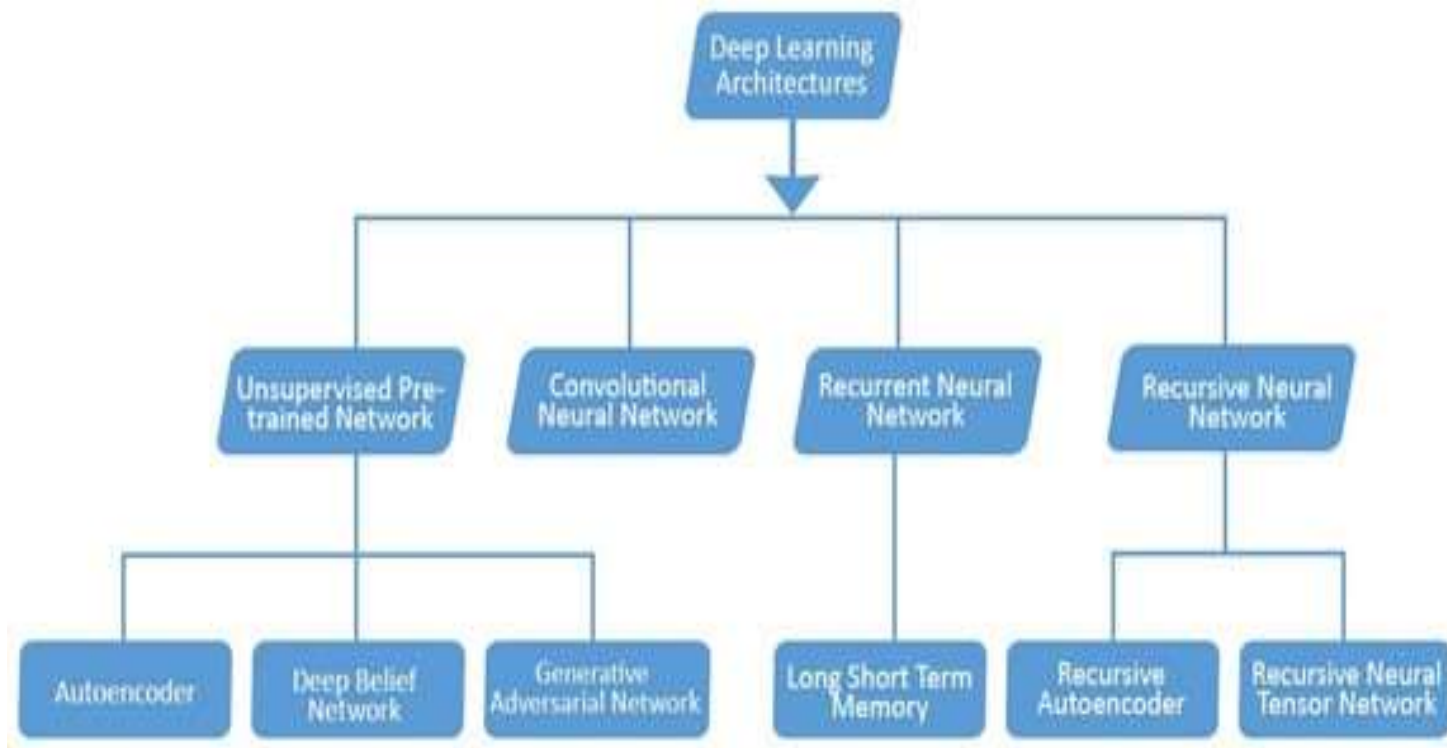 Deep Learning
Architectures
Unsupervised Pre-
trained Network
Convolutional
Neural Network
Recurrent Neural
Network
Recursive Neural
Network
Autoencoder
Deep Belief
Network
Generative
Adversarial Network
Long Short Term
Memory
Recursive
Autoencoder
Recursive Neural
Tensor Network